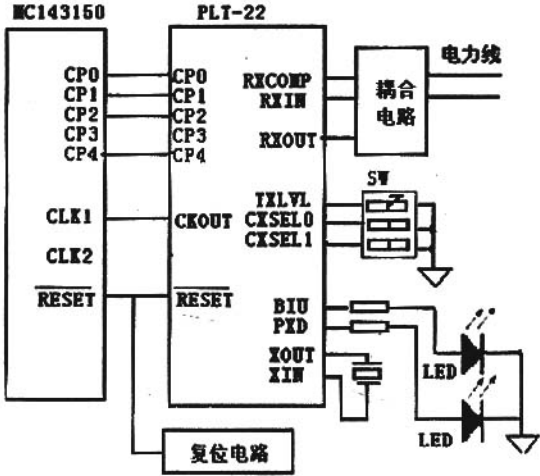 MC143150
PLT-22
CP0
CP1
CP2
CP3
CP4
CLK1
CLK2
RESET
CP0
CP1
CP2
CP3
CP4
CKOUT
RESET
RXCOMP
RXIN
RXOUT
TXLVL
CXSEL0
CXSEL1
BIU
PXD
XOUT
XIN
耦合
电路
电力线
SW
LED
LED
复位电路